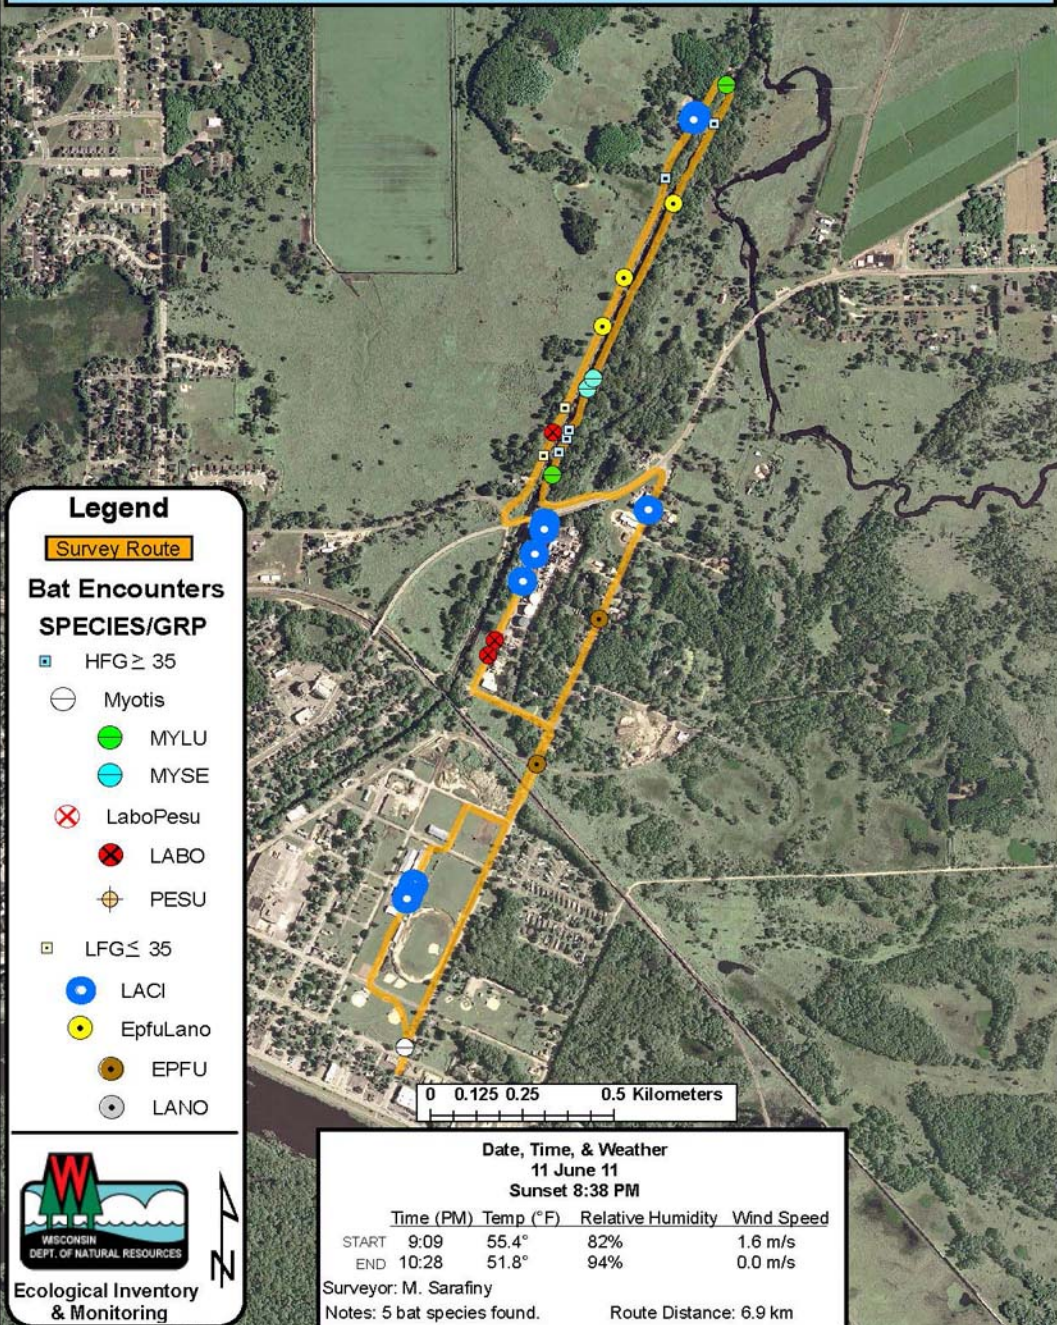 Legend
Survey Route
Bat Encounters
SPECIES/GRP
HFG ≥ 35
Myotis
MYLU
MYSE
LaboPesu
LABO
PESU
LFG ≤ 35
LACI
EpfuLano
EPFU
LANO
W
WISCONSIN
DEPT. OF NATURAL RESOURCES
N
Ecological Inventory
& Monitoring
0 0.125 0.25 0.5 Kilometers
Date, Time, & Weather
11 June 11
Sunset 8:38 PM
Time (PM) Temp (°F) Relative Humidity Wind Speed
START 9:09 55.4° 82% 1.6 m/s
END 10:28 51.8° 94% 0.0 m/s
Surveyor: M. Sarafiny
Notes: 5 bat species found. Route Distance: 6.9 km